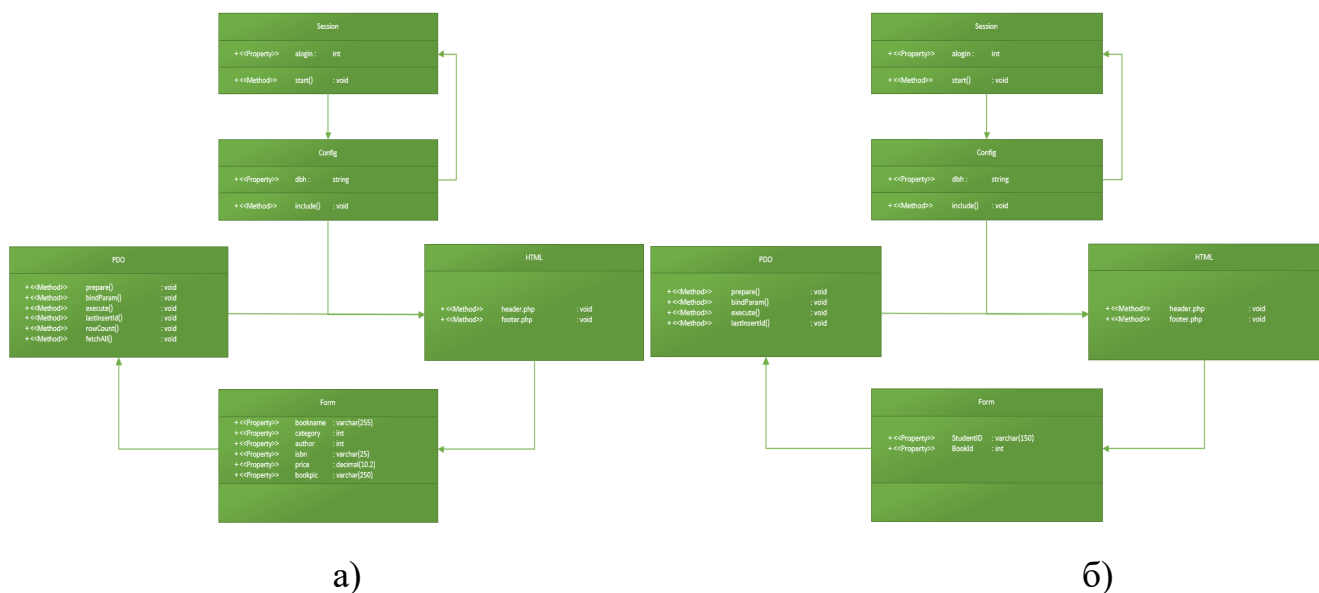 Session
+ <<Property>> alogin : int
+ <<Method>> start() : void
Config
+ <<Property>> dbh : string
+ <<Method>> include() : void
PDO
+ <<Method>> prepare() : void
+ <<Method>> bindParam() : void
+ <<Method>> execute() : void
+ <<Method>> lastInsertId() : void
+ <<Method>> rowCount() : void
+ <<Method>> fetchAll() : void
HTML
+ <<Method>> header.php : void
+ <<Method>> footer.php : void
Form
+ <<Property>> bookname : varchar(255)
+ <<Property>> category : int
+ <<Property>> author : int
+ <<Property>> isbn : varchar(25)
+ <<Property>> price : decimal(10.2)
+ <<Property>> bookpic : varchar(250)
а)
Session
+ <<Property>> alogin : int
+ <<Method>> start() : void
Config
+ <<Property>> dbh : string
+ <<Method>> include() : void
PDO
+ <<Method>> prepare() : void
+ <<Method>> bindParam() : void
+ <<Method>> execute() : void
+ <<Method>> lastInsertId() : void
HTML
+ <<Method>> header.php : void
+ <<Method>> footer.php : void
Form
+ <<Property>> StudentID : varchar(150)
+ <<Property>> BookId : int
б)